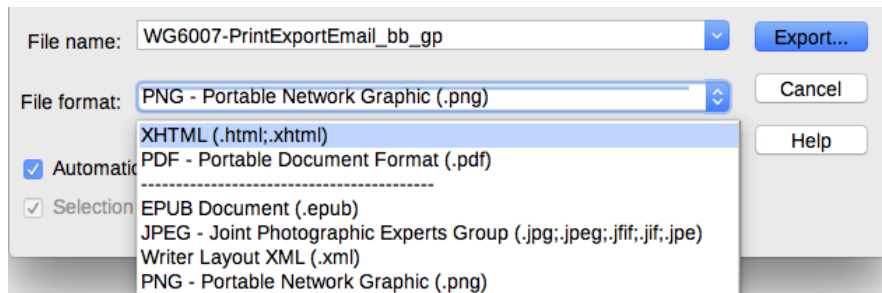 File name: WG6007-PrintExportEmail_bb_gp Export...
File format: PNG - Portable Network Graphic (.png) Cancel
XHTML (.html;.xhtml) Help
Automatic PDF - Portable Document Format (.pdf)
------------------------------------------
Selection EPUB Document (.epub)
JPEG - Joint Photographic Experts Group (.jpg;.jpeg;.jfif;.jif;.jpe)
Writer Layout XML (.xml)
PNG - Portable Network Graphic (.png)